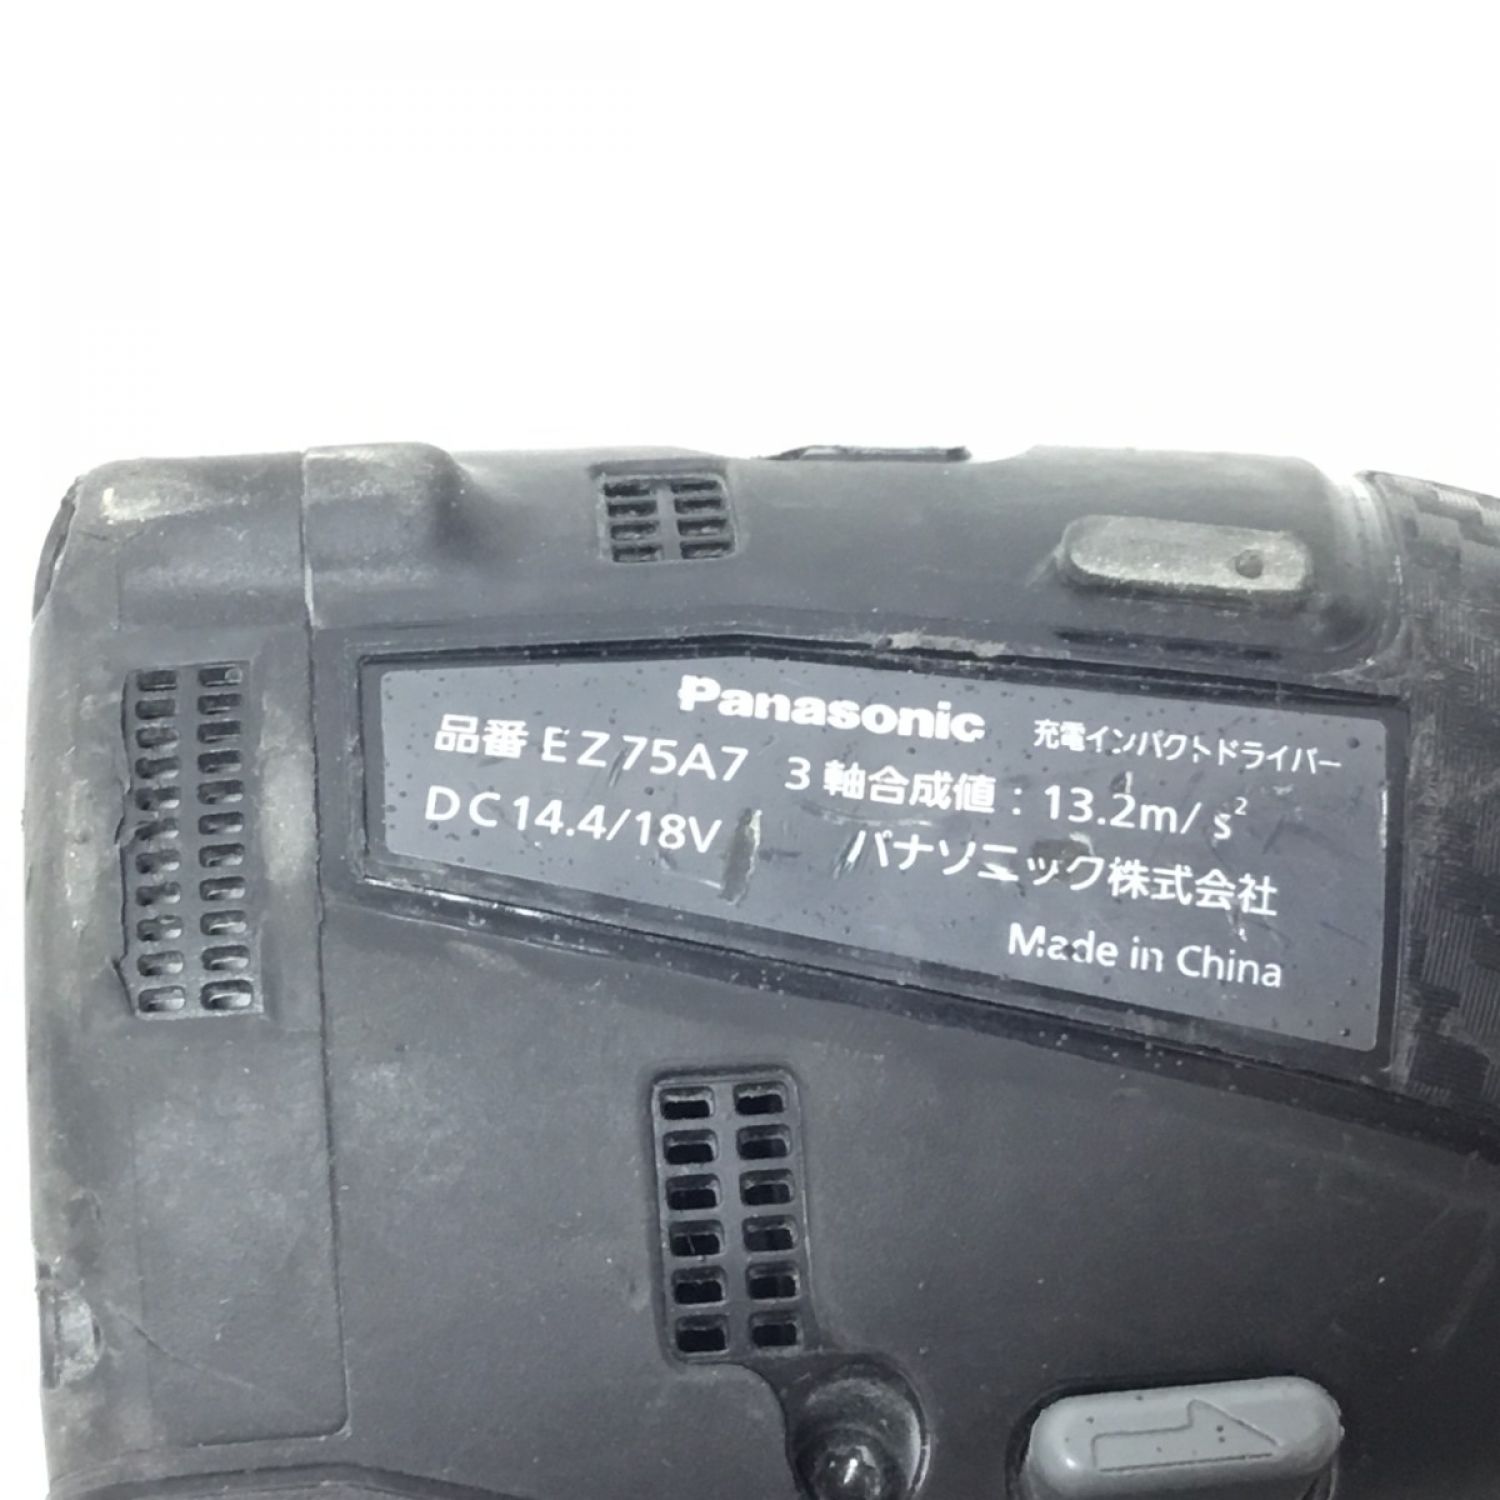 Panasonic 充電インパクトドライバー
品番 EZ75A7 3軸合成値:13.2m/s²
DC14.4/18V パナソニック株式会社
Made in China